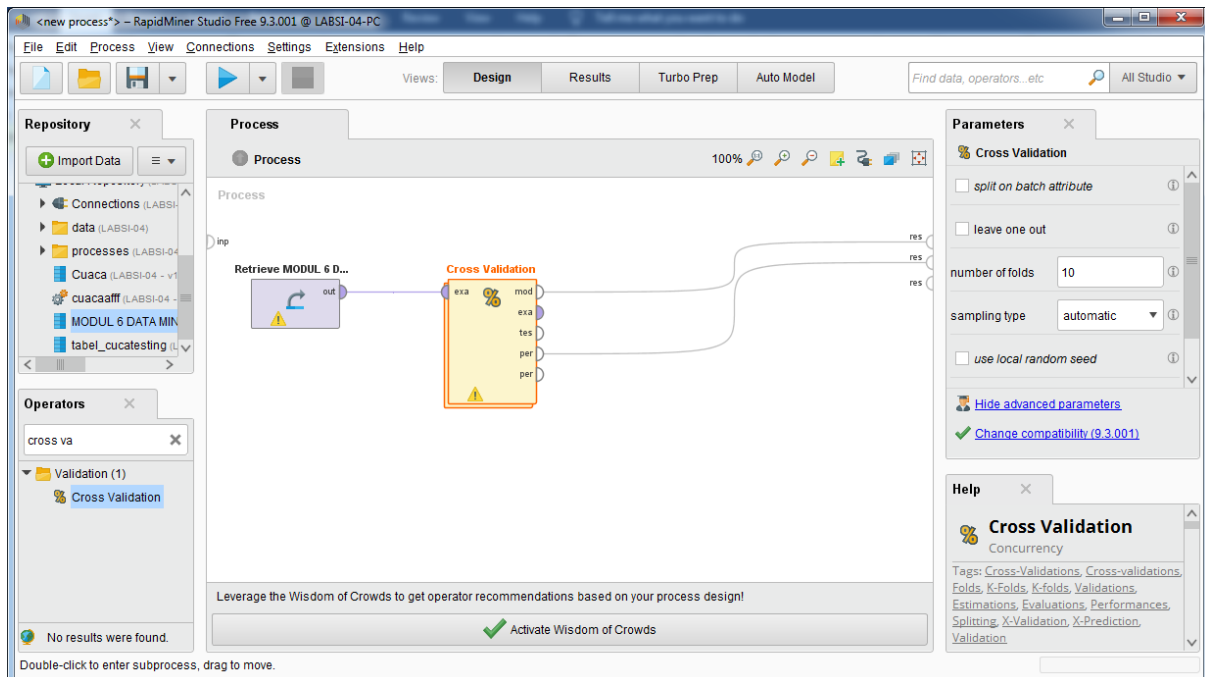 <new process*> – RapidMiner Studio Free 9.3.001 @ LABSI-04-PC
File Edit Process View Connections Settings Extensions Help
Views: Design Results Turbo Prep Auto Model
Find data, operators...etc
All Studio
Repository
Import Data
Connections (LABSI-
data (LABSI-04)
processes (LABSI-04
Cuaca (LABSI-04 - v1
cuacaafff (LABSI-04 -
MODUL 6 DATA MIN
tabel_cucatesting (L
Operators
cross va
Validation (1)
Cross Validation
No results were found.
Process
Process
100%
Process
inp
Retrieve MODUL 6 D...
out
Cross Validation
exa
mod
exa
tes
per
per
res
res
res
Leverage the Wisdom of Crowds to get operator recommendations based on your process design!
Activate Wisdom of Crowds
Parameters
Cross Validation
split on batch attribute
leave one out
number of folds 10
sampling type automatic
use local random seed
Hide advanced parameters
Change compatibility (9.3.001)
Help
Cross Validation
Concurrency
Tags: Cross-Validations, Cross-validations,
Folds, K-Folds, K-folds, Validations,
Estimations, Evaluations, Performances,
Splitting, X-Validation, X-Prediction,
Validation
Double-click to enter subprocess, drag to move.